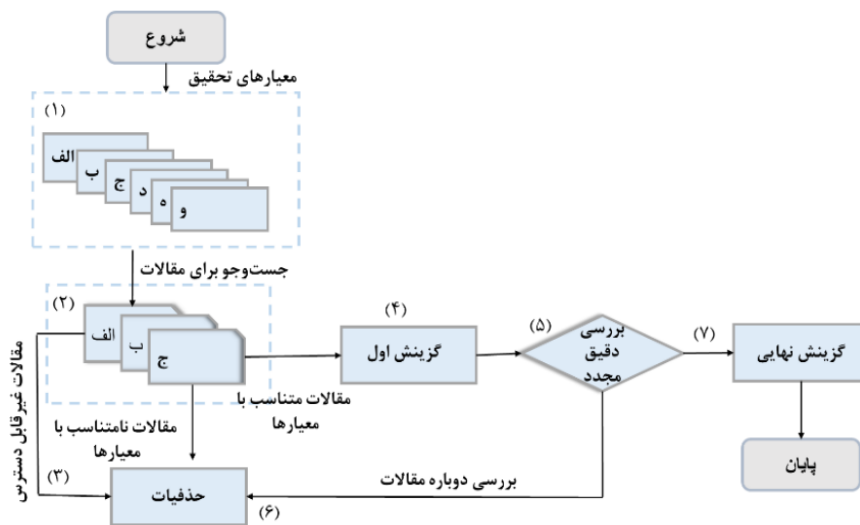 شروع
معیارهای تحقیق
(۱)
الف
ب
ج
د
ه
و
جست‌وجو برای مقالات
(۲)
الف
ب
ج
مقالات غیرقابل دسترس
(۳)
مقالات نامتناسب با
معیارها
حذفیات
مقالات متناسب با
معیارها
(۴)
گزینش اول
(۵)
بررسی
دقیق
مجدد
بررسی دوباره مقالات
(۶)
(۷)
گزینش نهایی
پایان